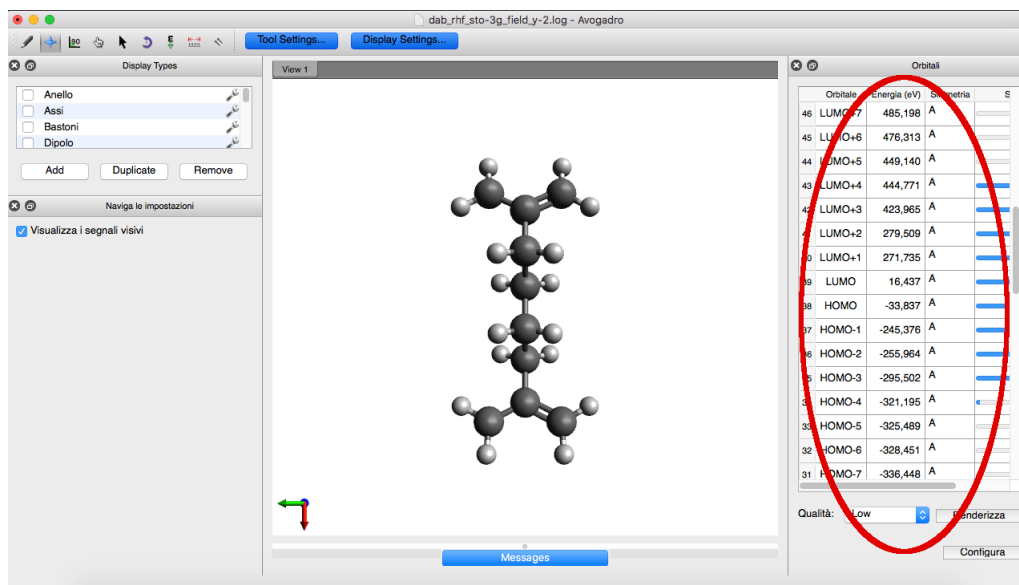 dab_rhf_sto-3g_field_y-2.log - Avogadro
Tool Settings...
Display Settings...
Display Types
Anello
Assi
Bastoni
Dipolo
Add Duplicate Remove
Naviga le impostazioni
Visualizza i segnali visivi
View 1
Messages
Orbitali
Orbitale Energia (eV) Simmetria S
46 LUMO+7 485,198 A
45 LUMO+6 476,313 A
44 LUMO+5 449,140 A
43 LUMO+4 444,771 A
42 LUMO+3 423,965 A
LUMO+2 279,509 A
LUMO+1 271,735 A
39 LUMO 16,437 A
38 HOMO -33,837 A
37 HOMO-1 -245,376 A
36 HOMO-2 -255,964 A
HOMO-3 -295,502 A
HOMO-4 -321,195 A
33 HOMO-5 -325,489 A
32 HOMO-6 -328,451 A
31 HOMO-7 -336,448 A
Qualità: Low Renderizza
Configura